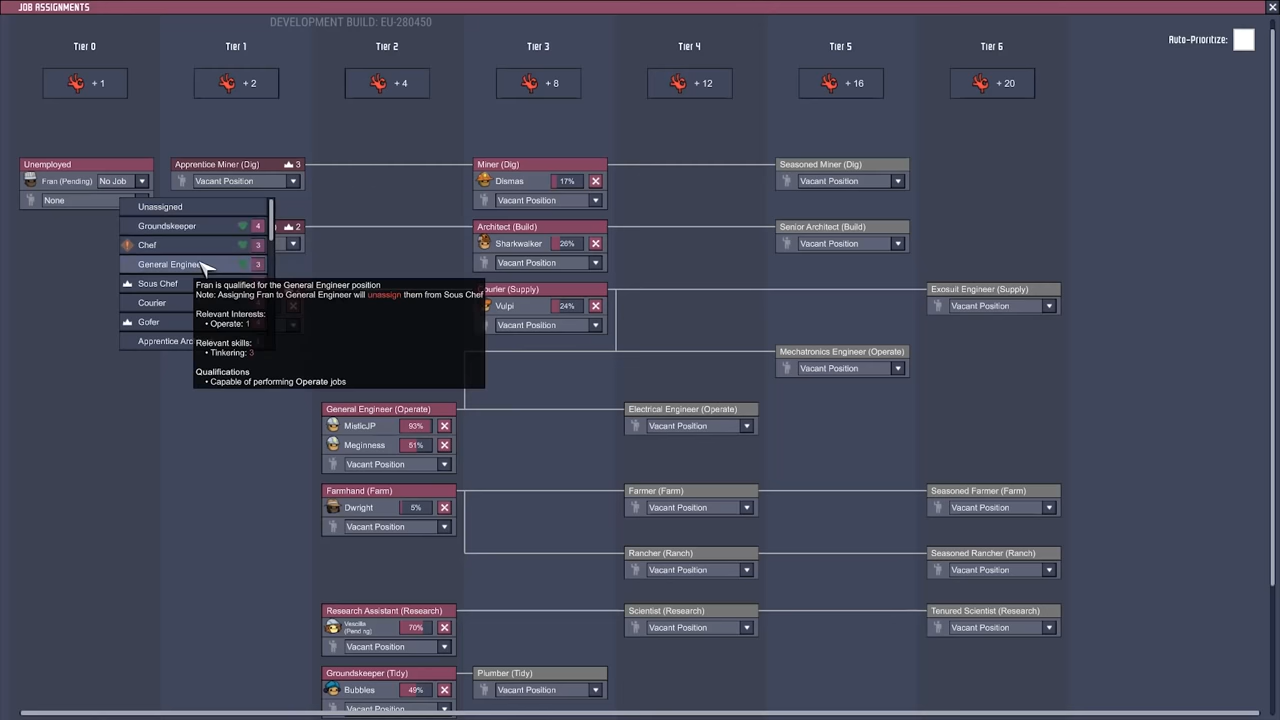 JOB ASSIGNMENTS
DEVELOPMENT BUILD: EU-280450
Tier 0
Tier 1
Tier 2
Tier 3
Tier 4
Tier 5
Tier 6
Auto-Prioritize:
+ 1
+ 2
+ 4
+ 8
+ 12
+ 16
+ 20
Unemployed
Fran (Pending) No Job
None
Apprentice Miner (Dig) 3
Vacant Position
Miner (Dig)
Dismas 17%
Vacant Position
Seasoned Miner (Dig)
Vacant Position
Unassigned
Groundskeeper 4
Chef 3
General Engineer 3
Sous Chef
Courier
Gofer
Apprentice Arc
2
Architect (Build)
Sharkwalker 26%
Vacant Position
Senior Architect (Build)
Vacant Position
Fran is qualified for the General Engineer position
Note: Assigning Fran to General Engineer will unassign them from Sous Chef
Relevant Interests:
• Operate: 1
Relevant skills:
• Tinkering: 3
Qualifications
• Capable of performing Operate jobs
Courier (Supply)
Vulpi 24%
Vacant Position
Exosuit Engineer (Supply)
Vacant Position
Mechatronics Engineer (Operate)
Vacant Position
General Engineer (Operate)
MisticJP 93%
Meginness 51%
Vacant Position
Electrical Engineer (Operate)
Vacant Position
Farmhand (Farm)
Dwright 5%
Vacant Position
Farmer (Farm)
Vacant Position
Seasoned Farmer (Farm)
Vacant Position
Rancher (Ranch)
Vacant Position
Seasoned Rancher (Ranch)
Vacant Position
Research Assistant (Research)
Vescilla
(Pending) 70%
Vacant Position
Scientist (Research)
Vacant Position
Tenured Scientist (Research)
Vacant Position
Groundskeeper (Tidy)
Bubbles 49%
Vacant Position
Plumber (Tidy)
Vacant Position